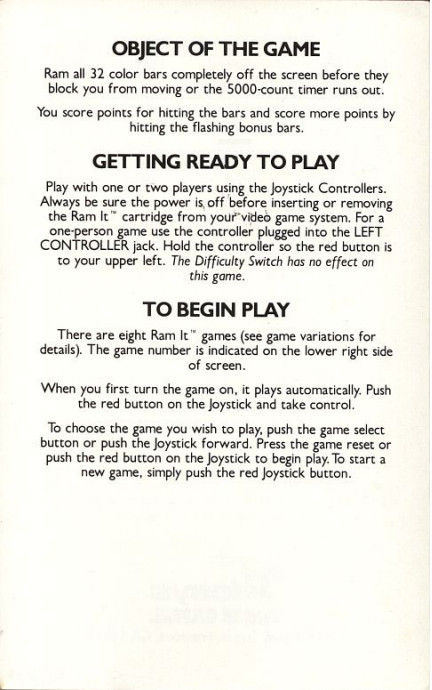 OBJECT OF THE GAME
Ram all 32 color bars completely off the screen before they
block you from moving or the 5000-count timer runs out.
You score points for hitting the bars and score more points by
hitting the flashing bonus bars.
GETTING READY TO PLAY
Play with one or two players using the Joystick Controllers.
Always be sure the power is off before inserting or removing
the Ram It™ cartridge from your video game system. For a
one-person game use the controller plugged into the LEFT
CONTROLLER jack. Hold the controller so the red button is
to your upper left. The Difficulty Switch has no effect on
this game.
TO BEGIN PLAY
There are eight Ram It™ games (see game variations for
details). The game number is indicated on the lower right side
of screen.
When you first turn the game on, it plays automatically. Push
the red button on the Joystick and take control.
To choose the game you wish to play, push the game select
button or push the Joystick forward. Press the game reset or
push the red button on the Joystick to begin play. To start a
new game, simply push the red Joystick button.